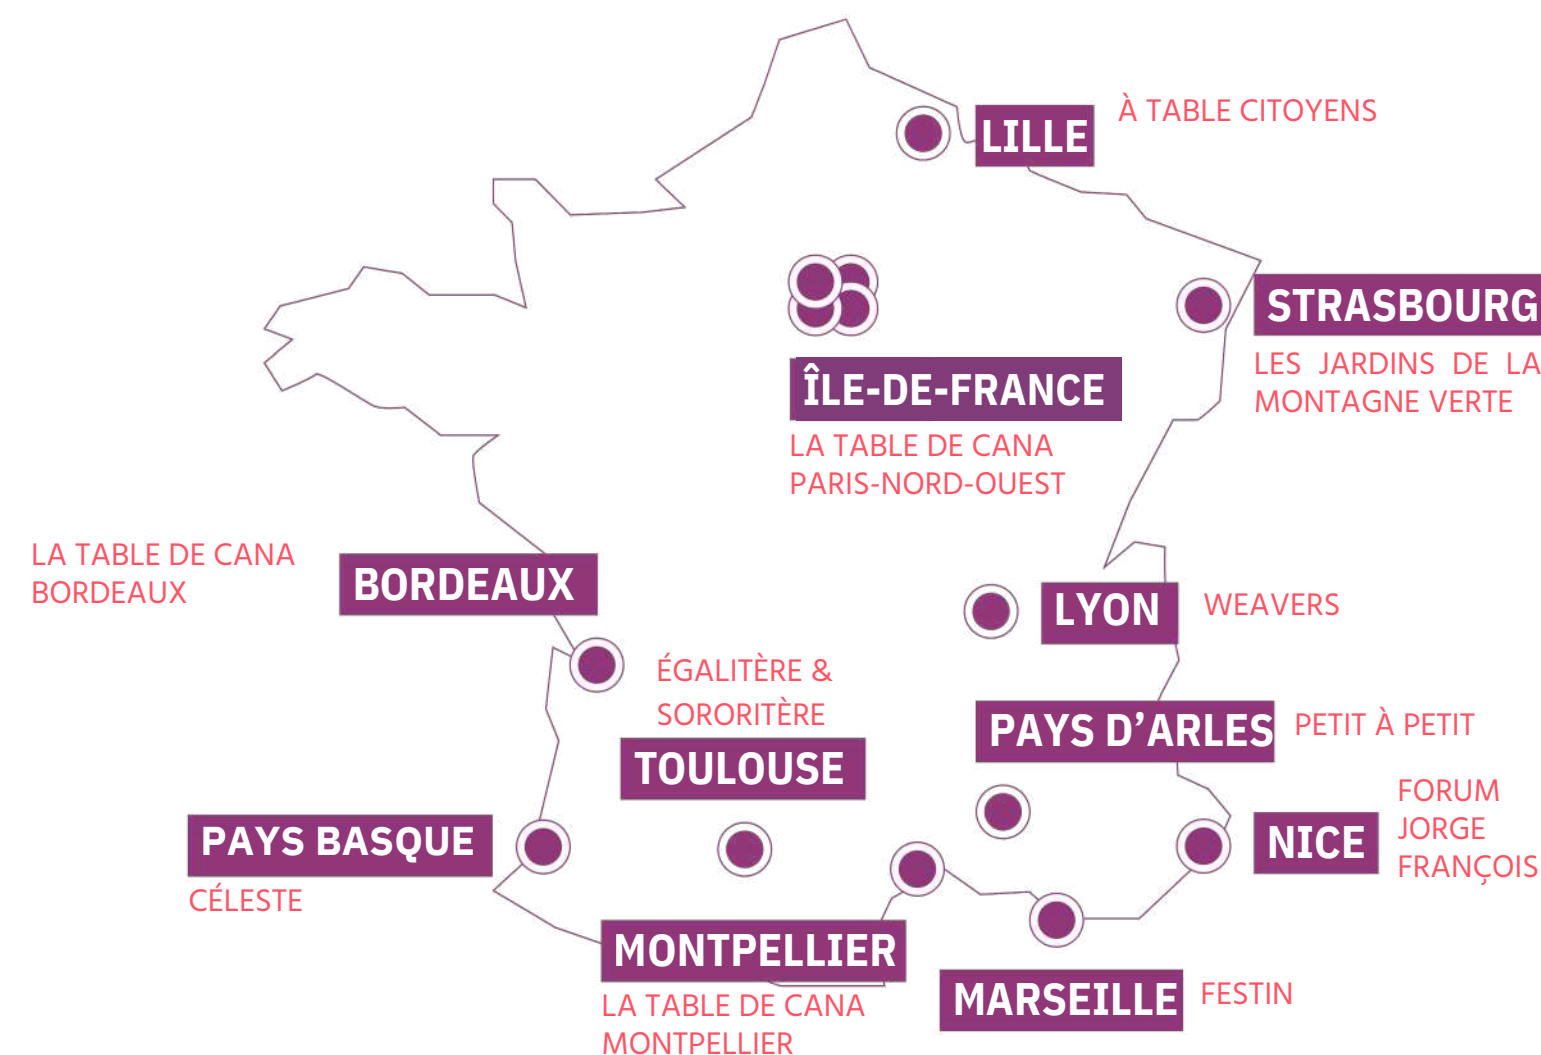 À TABLE CITOYENS
LILLE
STRASBOURG
LES JARDINS DE LA
MONTAGNE VERTE
ÎLE-DE-FRANCE
LA TABLE DE CANA
PARIS-NORD-OUEST
LA TABLE DE CANA
BORDEAUX
BORDEAUX
LYON
WEAVERS
ÉGALITÈRE &
SORORITÈRE
TOULOUSE
PAYS D’ARLES
PETIT À PETIT
PAYS BASQUE
CÉLESTE
NICE
FORUM
JORGE
FRANÇOIS
MONTPELLIER
LA TABLE DE CANA
MONTPELLIER
MARSEILLE
FESTIN